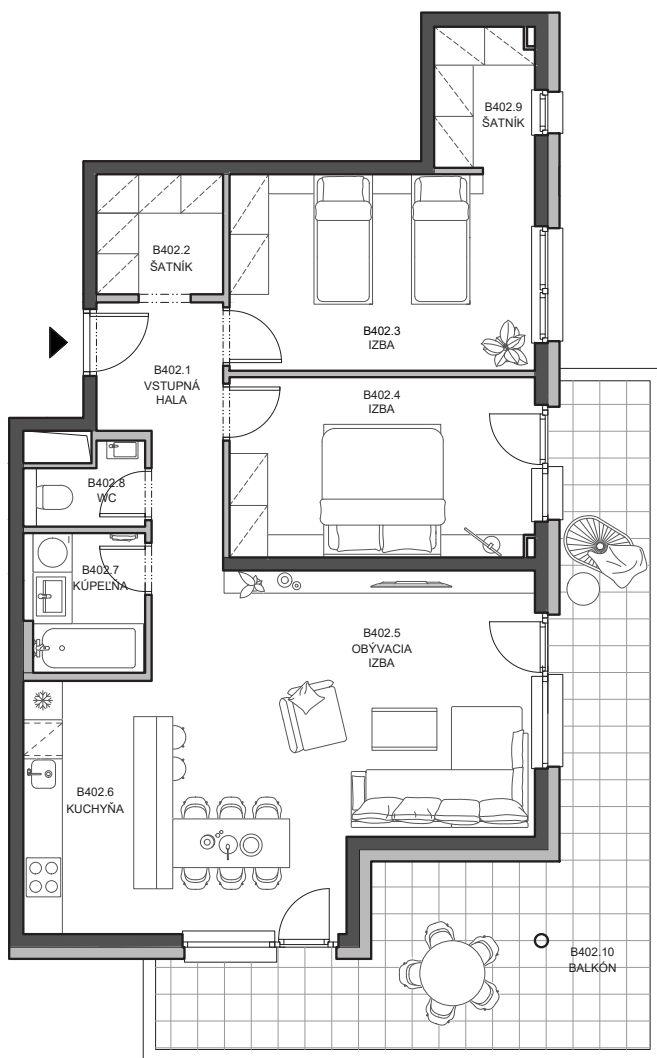 B402.9
ŠATNÍK
B402.2
ŠATNÍK
B402.3
IZBA
B402.1
VSTUPNÁ
HALA
B402.4
IZBA
B402.8
WC
B402.7
KÚPEĽŇA
B402.5
OBÝVACIA
IZBA
B402.6
KUCHYŇA
B402.10
BALKÓN